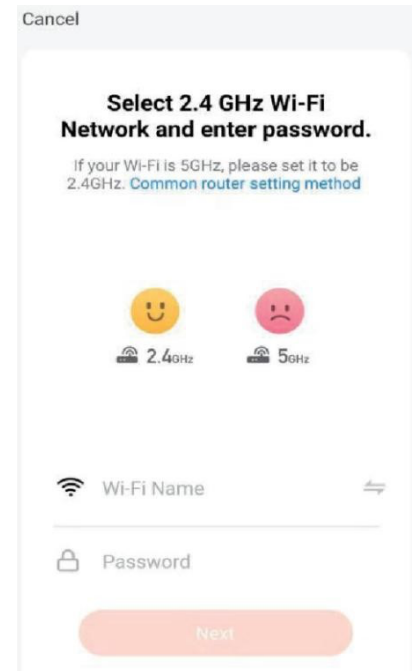 Cancel
Select 2.4 GHz Wi-Fi
Network and enter password.
If your Wi-Fi is 5GHz, please set it to be
2.4GHz. Common router setting method
2.4GHz 5GHz
Wi-Fi Name
Password
Next